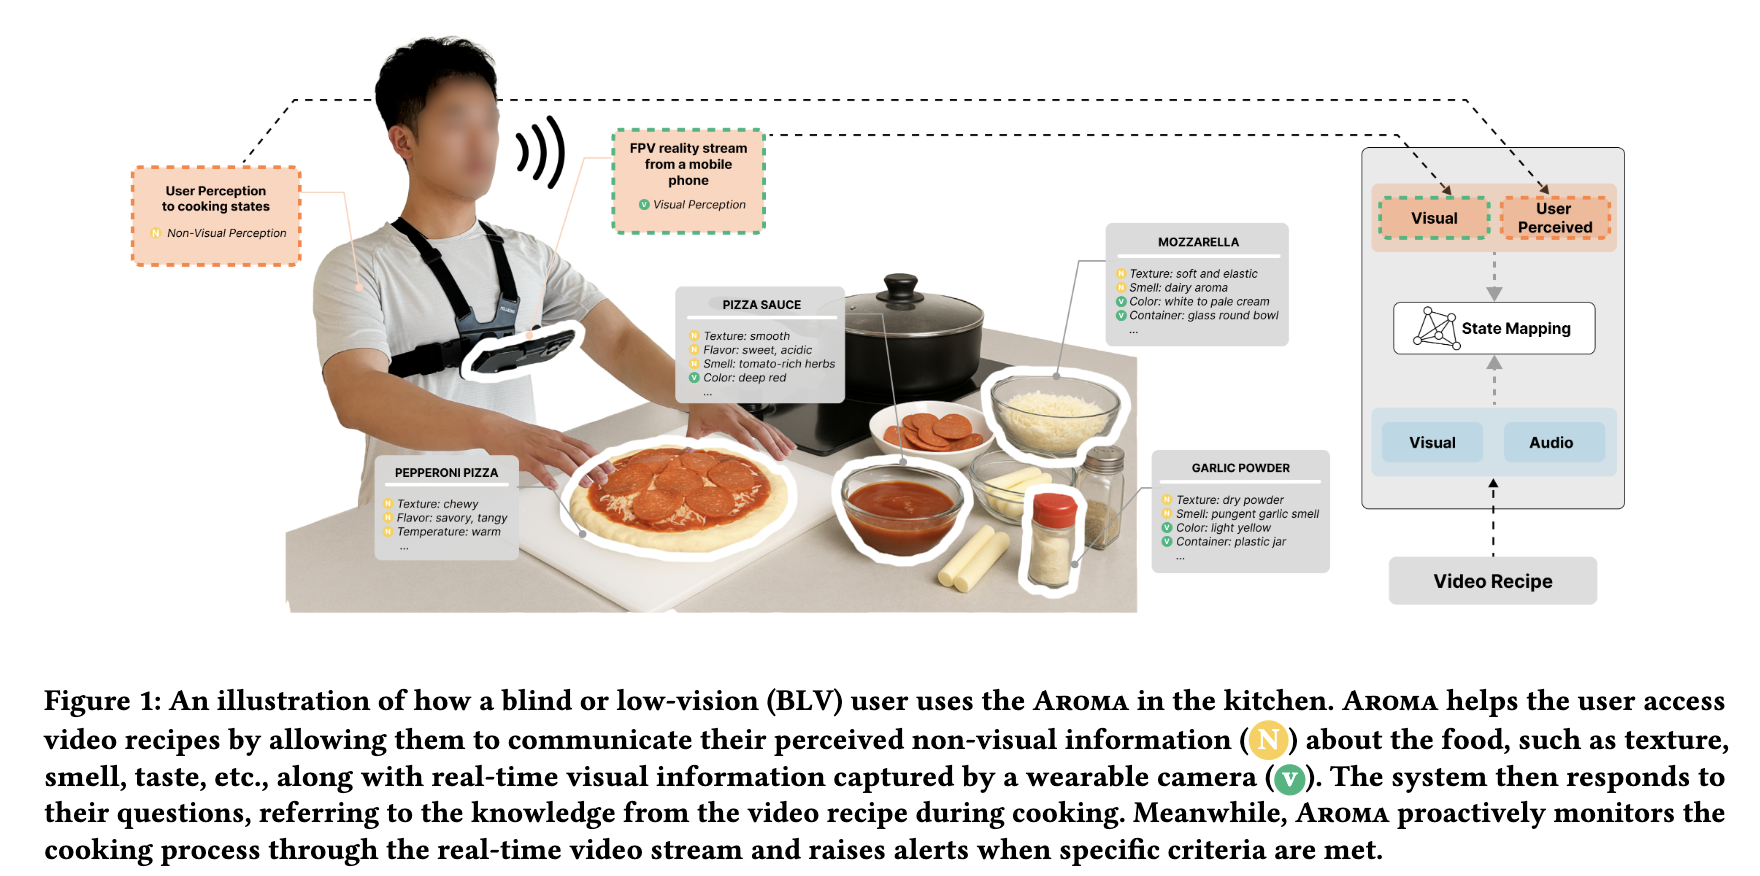 User Perception
to cooking states
N Non-Visual Perception
FPV reality stream
from a mobile
phone
V Visual Perception
PIZZA SAUCE
N Texture: smooth
N Flavor: sweet, acidic
N Smell: tomato-rich herbs
V Color: deep red
...
MOZZARELLA
N Texture: soft and elastic
N Smell: dairy aroma
V Color: white to pale cream
V Container: glass round bowl
...
PEPPERONI PIZZA
N Texture: chewy
N Flavor: savory, tangy
N Temperature: warm
...
GARLIC POWDER
N Texture: dry powder
N Smell: pungent garlic smell
V Color: light yellow
V Container: plastic jar
...
Visual
User
Perceived
State Mapping
Visual
Audio
Video Recipe
Figure 1: An illustration of how a blind or low-vision (BLV) user uses the AROMA in the kitchen. AROMA helps the user access
video recipes by allowing them to communicate their perceived non-visual information (N) about the food, such as texture,
smell, taste, etc., along with real-time visual information captured by a wearable camera (v). The system then responds to
their questions, referring to the knowledge from the video recipe during cooking. Meanwhile, AROMA proactively monitors the
cooking process through the real-time video stream and raises alerts when specific criteria are met.